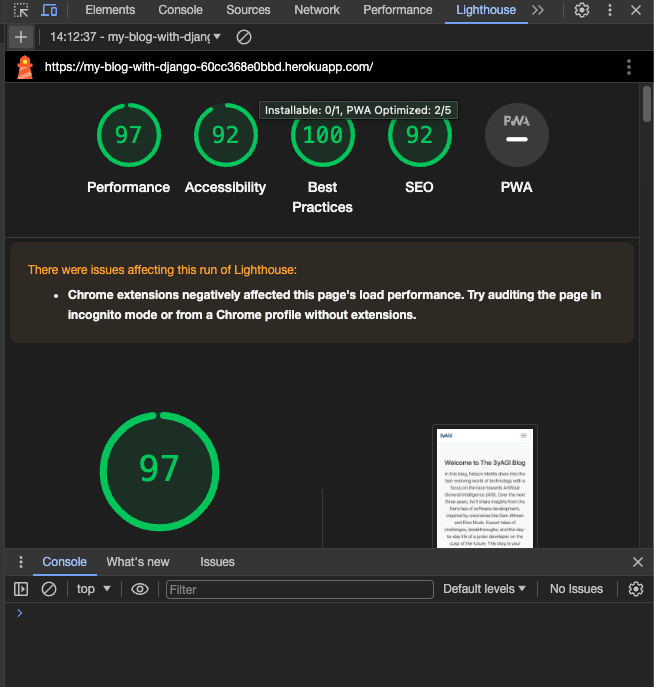 Elements Console Sources Network Performance Lighthouse
14:12:37 - my-blog-with-djang
https://my-blog-with-django-60cc368e0bbd.herokuapp.com/
Installable: 0/1, PWA Optimized: 2/5
97 92 100 92 PWA
Performance Accessibility Best Practices SEO PWA
There were issues affecting this run of Lighthouse:
• Chrome extensions negatively affected this page's load performance. Try auditing the page in
incognito mode or from a Chrome profile without extensions.
97
3yAGI
Welcome to The 3yAGI Blog
In this blog, Nelson Mella dives into the
fast-evolving world of technology with a
focus on the race towards Artificial
General Intelligence (AGI). Over the next
three years, he'll share insights from the
trenches of software development,
inspired by visionaries like Sam Altman
and Elon Musk. Expect tales of
challenges, breakthroughs, and the day-
to-day life of a junior developer on the
cusp of the future. This blog is your
Console What's new Issues
top Filter Default levels No Issues